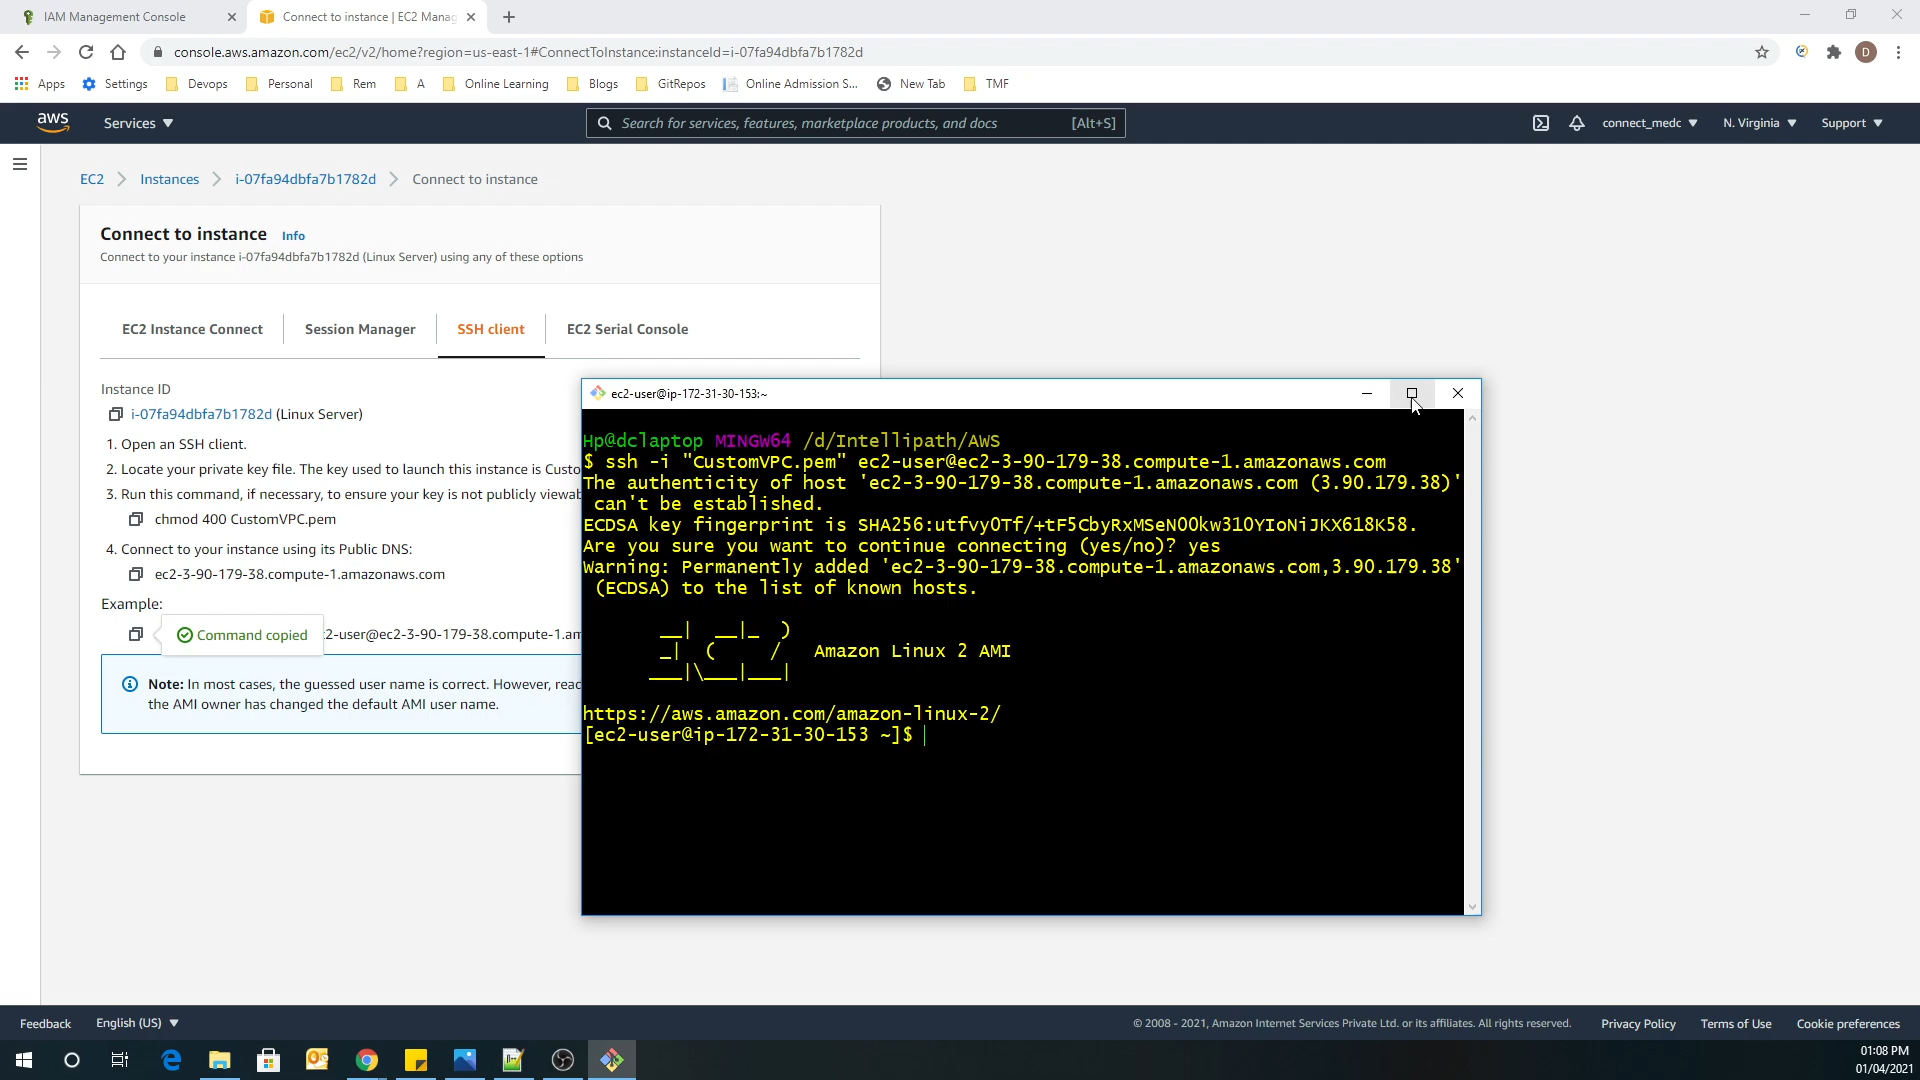 IAM Management Console
Connect to instance | EC2 Manag
console.aws.amazon.com/ec2/v2/home?region=us-east-1#ConnectToInstance:instanceId=i-07fa94dbfa7b1782d
D
Apps Settings Devops Personal Rem A Online Learning Blogs GitRepos Online Admission S... New Tab TMF
aws Services Search for services, features, marketplace products, and docs [Alt+S] connect_medc N. Virginia Support
EC2 Instances i-07fa94dbfa7b1782d Connect to instance
Connect to instance Info
Connect to your instance i-07fa94dbfa7b1782d (Linux Server) using any of these options
EC2 Instance Connect Session Manager SSH client EC2 Serial Console
Instance ID
i-07fa94dbfa7b1782d (Linux Server)
1. Open an SSH client.
2. Locate your private key file. The key used to launch this instance is Custo
3. Run this command, if necessary, to ensure your key is not publicly viewab
chmod 400 CustomVPC.pem
4. Connect to your instance using its Public DNS:
ec2-3-90-179-38.compute-1.amazonaws.com
Example:
Command copied :2-user@ec2-3-90-179-38.compute-1.am
Note: In most cases, the guessed user name is correct. However, reac
the AMI owner has changed the default AMI user name.
ec2-user@ip-172-31-30-153:~
Hp@dclaptop MINGW64 /d/Intellipath/AWS
$ ssh -i "CustomVPC.pem" ec2-user@ec2-3-90-179-38.compute-1.amazonaws.com
The authenticity of host 'ec2-3-90-179-38.compute-1.amazonaws.com (3.90.179.38)'
can't be established.
ECDSA key fingerprint is SHA256:utfvyOTf/+tF5CbyRxMSeNOOkw31OYIoNiJKX618K58.
Are you sure you want to continue connecting (yes/no)? yes
Warning: Permanently added 'ec2-3-90-179-38.compute-1.amazonaws.com,3.90.179.38'
(ECDSA) to the list of known hosts.
__|  __|_  )
_|  (     /   Amazon Linux 2 AMI
___|\___|___|
https://aws.amazon.com/amazon-linux-2/
[ec2-user@ip-172-31-30-153 ~]$
Feedback English (US) © 2008 - 2021, Amazon Internet Services Private Ltd. or its affiliates. All rights reserved. Privacy Policy Terms of Use Cookie preferences
01:08 PM
01/04/2021